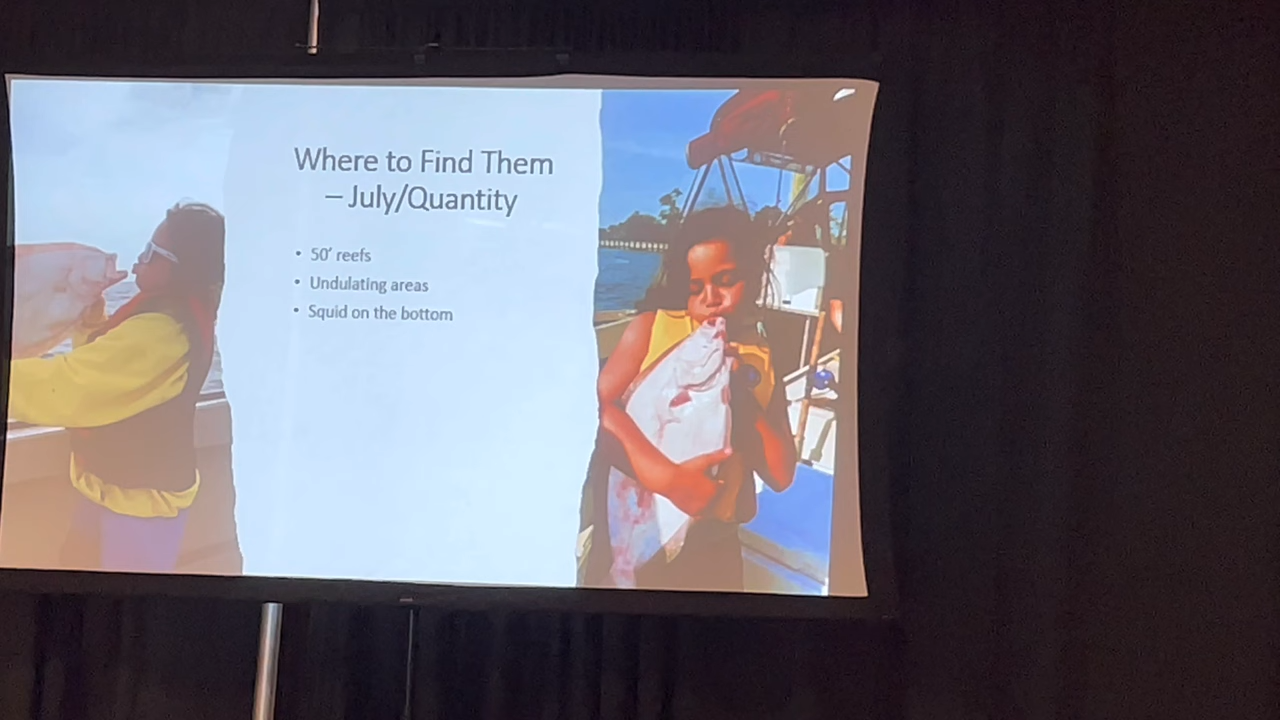 Where to Find Them
– July/Quantity
• 50' reefs
• Undulating areas
• Squid on the bottom